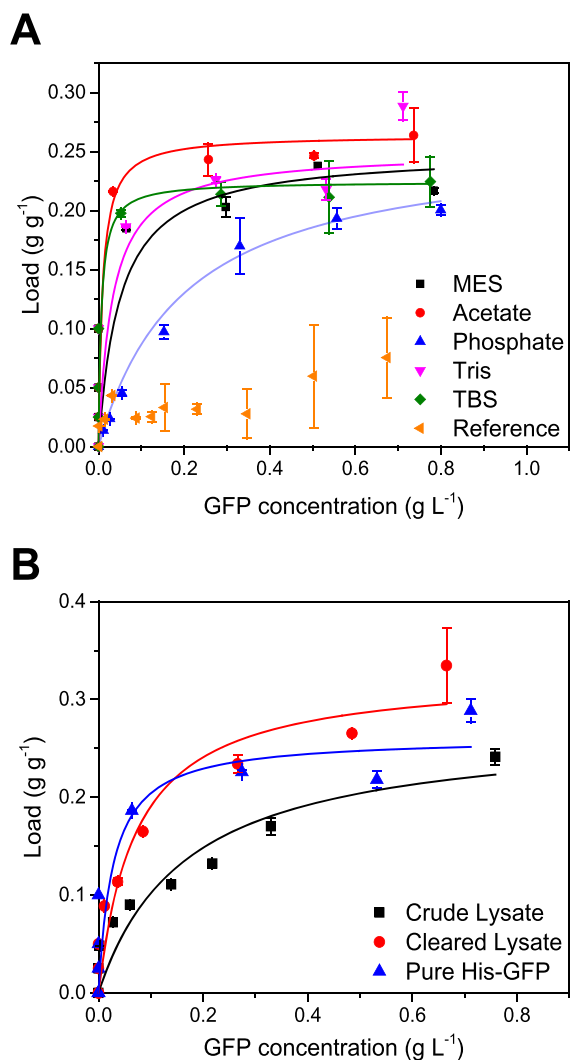 A
0.30
0.25
0.20
0.15
0.10
0.05
0.00
Load (g g⁻¹)
MES
Acetate
Phosphate
Tris
TBS
Reference
0.0 0.2 0.4 0.6 0.8 1.0
GFP concentration (g L⁻¹)
B
0.4
0.3
0.2
0.1
0.0
Load (g g⁻¹)
Crude Lysate
Cleared Lysate
Pure His-GFP
0.0 0.2 0.4 0.6 0.8
GFP concentration (g L⁻¹)